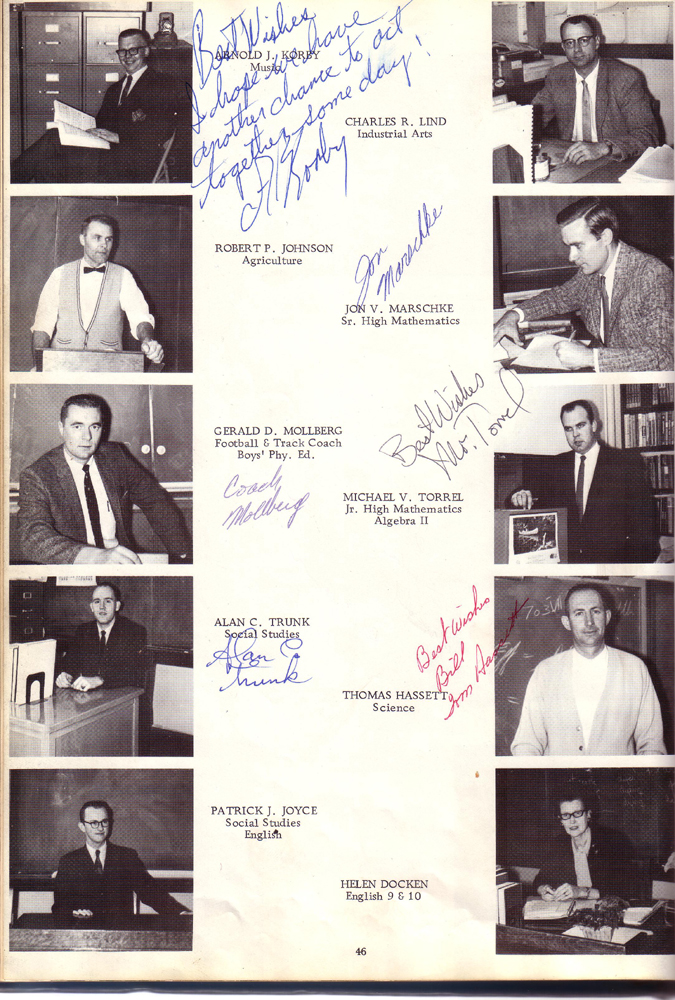 Best Wishes
I hope we have
another chance to act
together some day!
A Korby
ARNOLD J. KORBY
Music
CHARLES R. LIND
Industrial Arts
ROBERT P. JOHNSON
Agriculture
Jon
Marschke
JON V. MARSCHKE
Sr. High Mathematics
GERALD D. MOLLBERG
Football & Track Coach
Boys' Phy. Ed.
Coach
Mollberg
Best Wishes
Mr. Torrel
MICHAEL V. TORREL
Jr. High Mathematics
Algebra II
ALAN C. TRUNK
Social Studies
Alan C
Trunk
Best Wishes
Bill
Tom Hassett
THOMAS HASSETT
Science
PATRICK J. JOYCE
Social Studies
English
HELEN DOCKEN
English 9 & 10
46